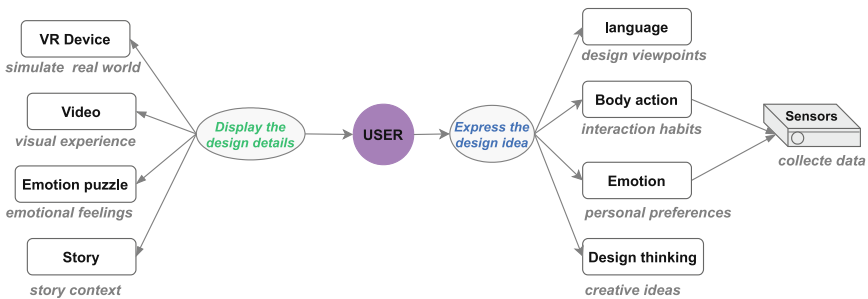 VR Device
simulate real world
Video
visual experience
Emotion puzzle
emotional feelings
Story
story context
Display the
design details
USER
Express the
design idea
language
design viewpoints
Body action
interaction habits
Emotion
personal preferences
Design thinking
creative ideas
Sensors
collecte data